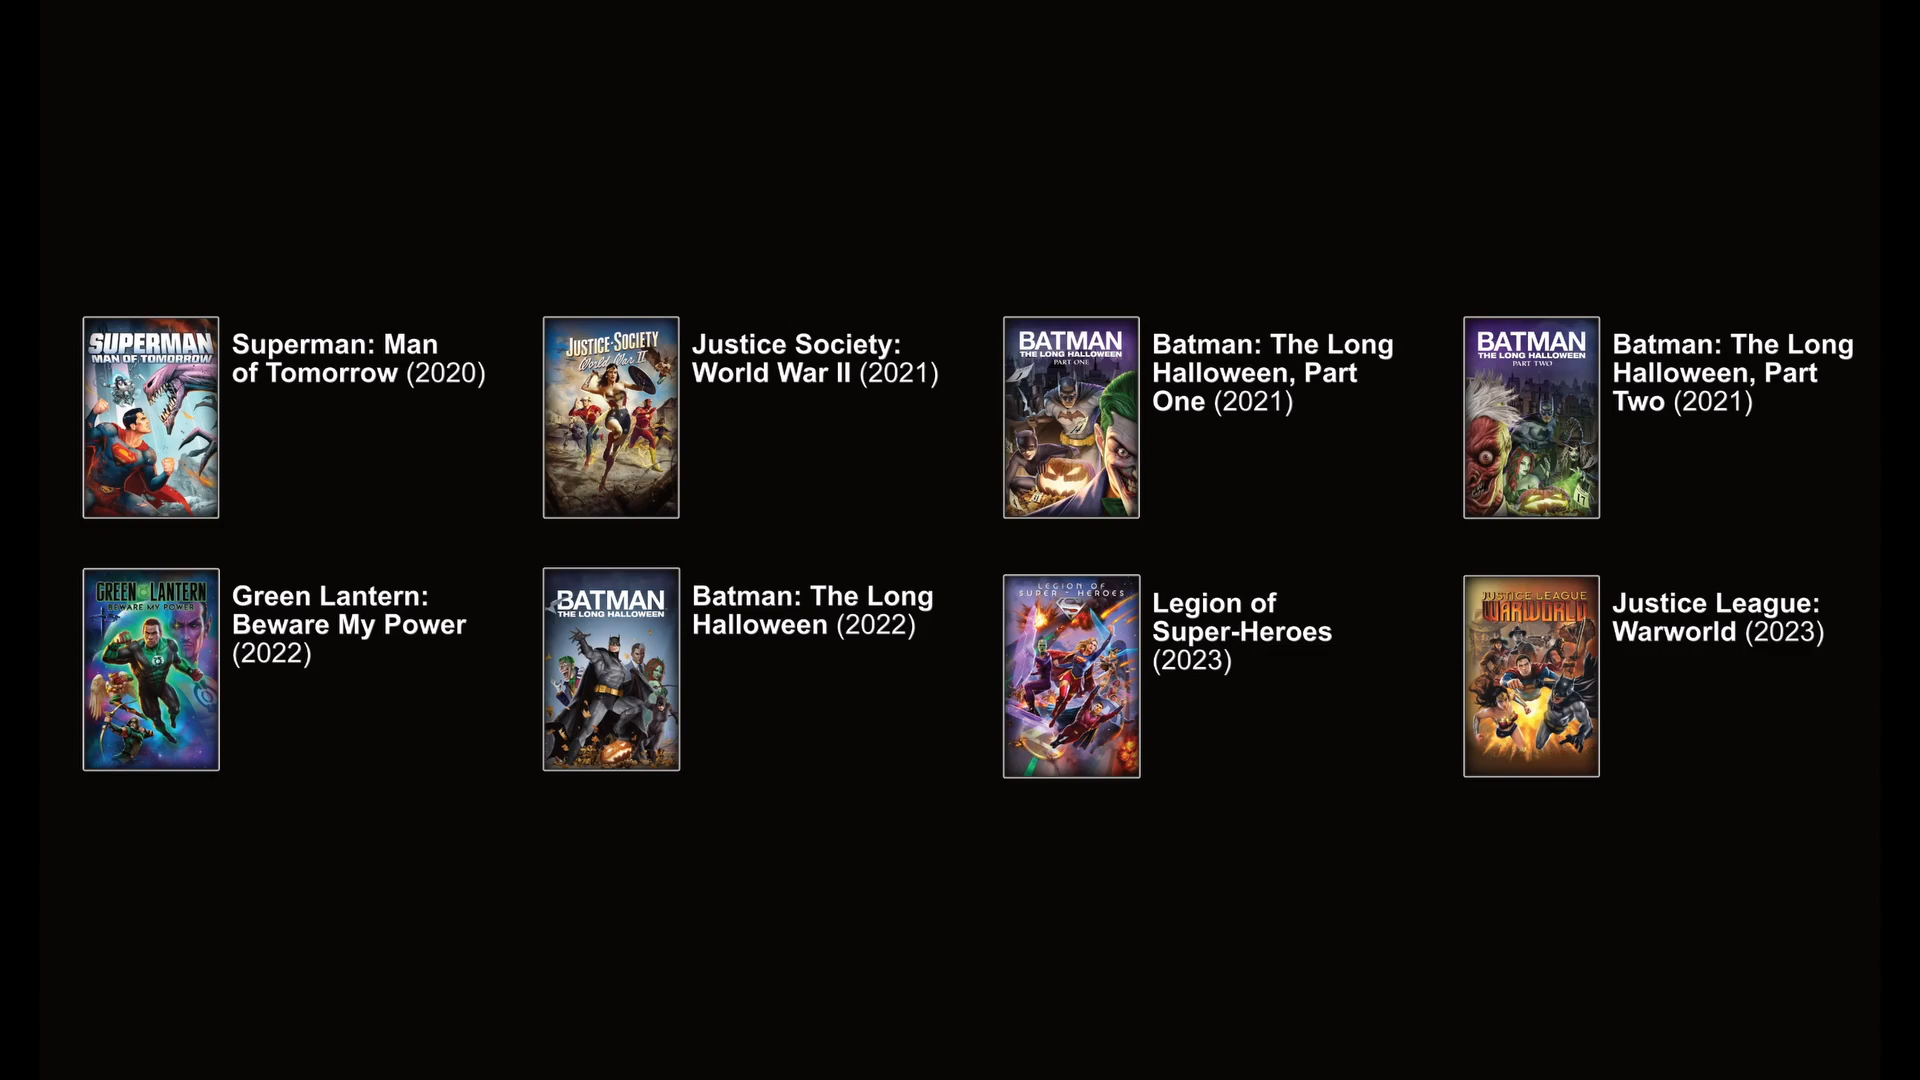 SUPERMAN
MAN OF TOMORROW
Superman: Man
of Tomorrow (2020)
JUSTICE SOCIETY
World War II
Justice Society:
World War II (2021)
BATMAN
THE LONG HALLOWEEN
PART ONE
Batman: The Long
Halloween, Part
One (2021)
BATMAN
THE LONG HALLOWEEN
PART TWO
Batman: The Long
Halloween, Part
Two (2021)
GREEN LANTERN
BEWARE MY POWER
Green Lantern:
Beware My Power
(2022)
BATMAN
THE LONG HALLOWEEN
Batman: The Long
Halloween (2022)
LEGION OF
SUPER-HEROES
Legion of
Super-Heroes
(2023)
JUSTICE LEAGUE
WARWORLD
Justice League:
Warworld (2023)